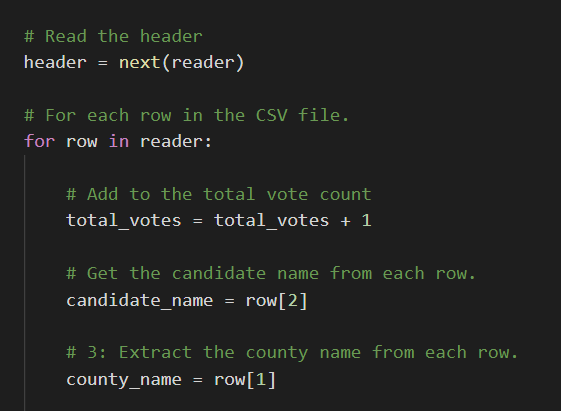 # Read the header
header = next(reader)
# For each row in the CSV file.
for row in reader:
# Add to the total vote count
total_votes = total_votes + 1
# Get the candidate name from each row.
candidate_name = row[2]
# 3: Extract the county name from each row.
county_name = row[1]